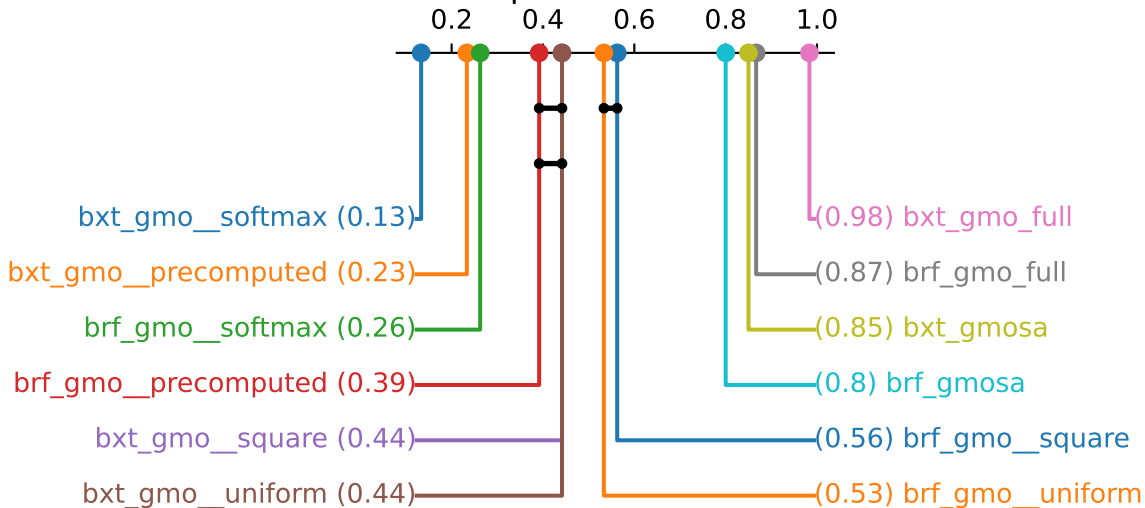 0.2 0.4 0.6 0.8 1.0
bxt_gmo__softmax (0.13)
(0.98) bxt_gmo_full
bxt_gmo__precomputed (0.23)
(0.87) brf_gmo_full
brf_gmo__softmax (0.26)
(0.85) bxt_gmosa
brf_gmo__precomputed (0.39)
(0.8) brf_gmosa
bxt_gmo__square (0.44)
(0.56) brf_gmo__square
bxt_gmo__uniform (0.44)
(0.53) brf_gmo__uniform